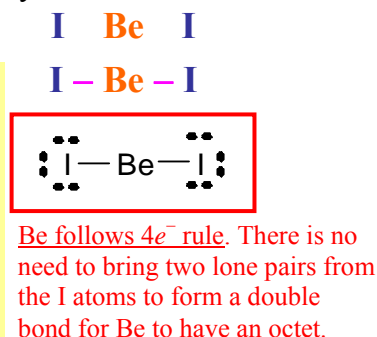 I Be I
I – Be – I
I — Be — I
Be follows 4e⁻ rule. There is no
need to bring two lone pairs from
the I atoms to form a double
bond for Be to have an octet.